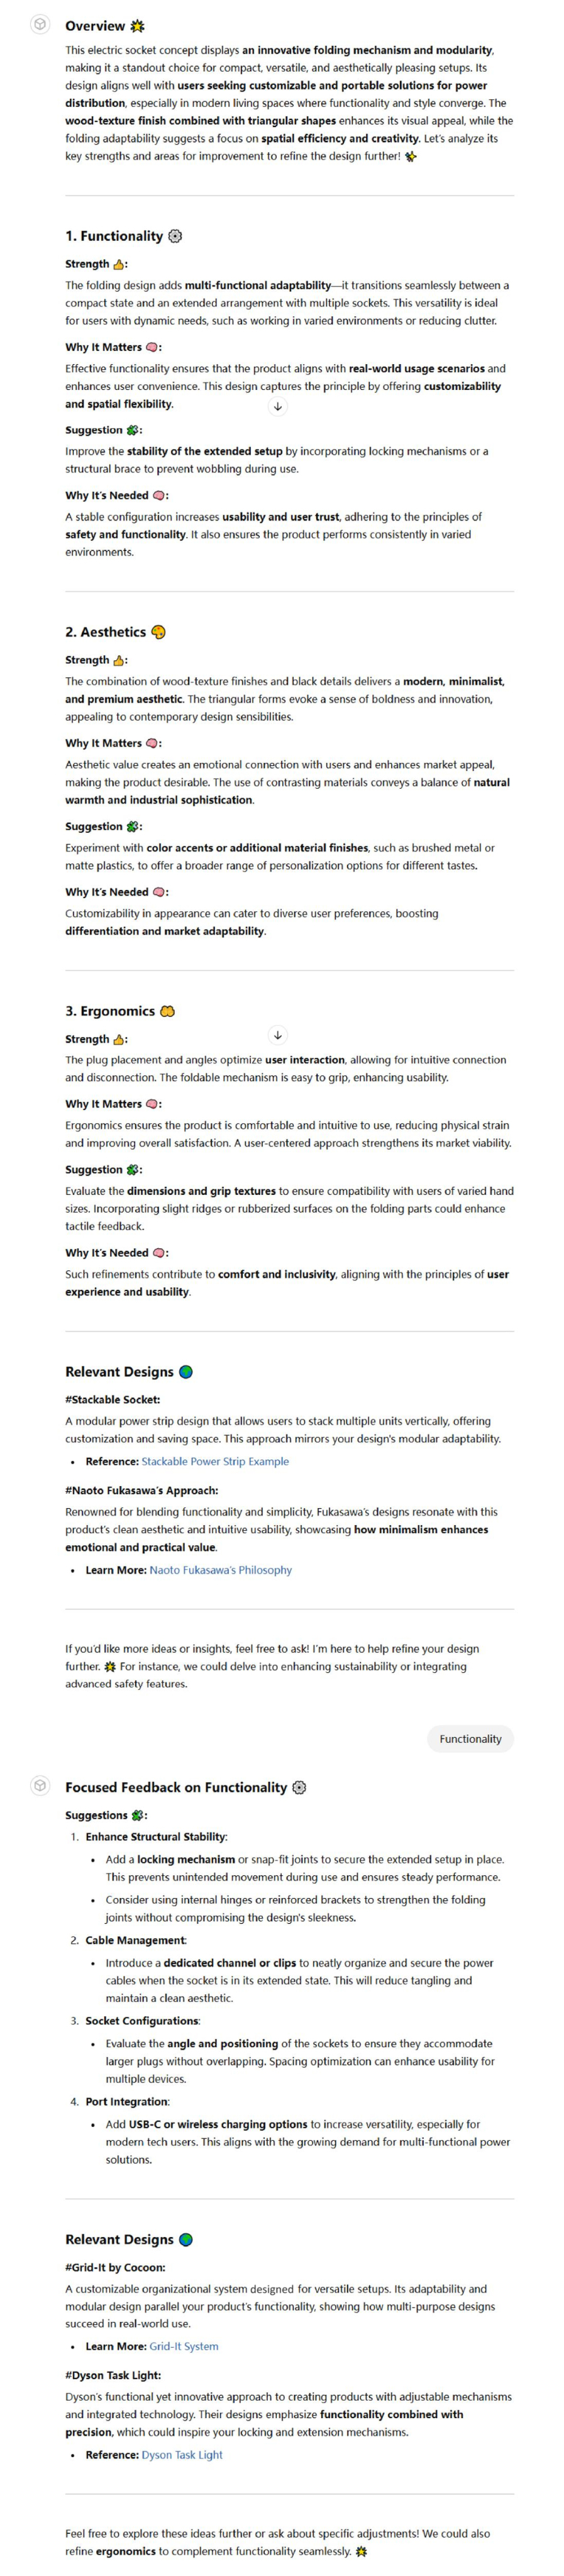 Overview 🌟
This electric socket concept displays an innovative folding mechanism and modularity,
making it a standout choice for compact, versatile, and aesthetically pleasing setups. Its
design aligns well with users seeking customizable and portable solutions for power
distribution, especially in modern living spaces where functionality and style converge. The
wood-texture finish combined with triangular shapes enhances its visual appeal, while the
folding adaptability suggests a focus on spatial efficiency and creativity. Let's analyze its
key strengths and areas for improvement to refine the design further! ✨
1. Functionality ⚙️
Strength 👍:
The folding design adds multi-functional adaptability—it transitions seamlessly between a
compact state and an extended arrangement with multiple sockets. This versatility is ideal
for users with dynamic needs, such as working in varied environments or reducing clutter.
Why It Matters 🧠:
Effective functionality ensures that the product aligns with real-world usage scenarios and
enhances user convenience. This design captures the principle by offering customizability
and spatial flexibility.
Suggestion 🧩:
Improve the stability of the extended setup by incorporating locking mechanisms or a
structural brace to prevent wobbling during use.
Why It's Needed 🧠:
A stable configuration increases usability and user trust, adhering to the principles of
safety and functionality. It also ensures the product performs consistently in varied
environments.
2. Aesthetics 🎨
Strength 👍:
The combination of wood-texture finishes and black details delivers a modern, minimalist,
and premium aesthetic. The triangular forms evoke a sense of boldness and innovation,
appealing to contemporary design sensibilities.
Why It Matters 🧠:
Aesthetic value creates an emotional connection with users and enhances market appeal,
making the product desirable. The use of contrasting materials conveys a balance of natural
warmth and industrial sophistication.
Suggestion 🧩:
Experiment with color accents or additional material finishes, such as brushed metal or
matte plastics, to offer a broader range of personalization options for different tastes.
Why It's Needed 🧠:
Customizability in appearance can cater to diverse user preferences, boosting
differentiation and market adaptability.
3. Ergonomics 🤲
Strength 👍:
The plug placement and angles optimize user interaction, allowing for intuitive connection
and disconnection. The foldable mechanism is easy to grip, enhancing usability.
Why It Matters 🧠:
Ergonomics ensures the product is comfortable and intuitive to use, reducing physical strain
and improving overall satisfaction. A user-centered approach strengthens its market viability.
Suggestion 🧩:
Evaluate the dimensions and grip textures to ensure compatibility with users of varied hand
sizes. Incorporating slight ridges or rubberized surfaces on the folding parts could enhance
tactile feedback.
Why It's Needed 🧠:
Such refinements contribute to comfort and inclusivity, aligning with the principles of user
experience and usability.
Relevant Designs 🌍
#Stackable Socket:
A modular power strip design that allows users to stack multiple units vertically, offering
customization and saving space. This approach mirrors your design's modular adaptability.
• Reference: Stackable Power Strip Example
#Naoto Fukasawa's Approach:
Renowned for blending functionality and simplicity, Fukasawa's designs resonate with this
product's clean aesthetic and intuitive usability, showcasing how minimalism enhances
emotional and practical value.
• Learn More: Naoto Fukasawa's Philosophy
If you'd like more ideas or insights, feel free to ask! I'm here to help refine your design
further. 🌟 For instance, we could delve into enhancing sustainability or integrating
advanced safety features.
Functionality
Focused Feedback on Functionality ⚙️
Suggestions 🧩:
1. Enhance Structural Stability:
• Add a locking mechanism or snap-fit joints to secure the extended setup in place.
This prevents unintended movement during use and ensures steady performance.
• Consider using internal hinges or reinforced brackets to strengthen the folding
joints without compromising the design's sleekness.
2. Cable Management:
• Introduce a dedicated channel or clips to neatly organize and secure the power
cables when the socket is in its extended state. This will reduce tangling and
maintain a clean aesthetic.
3. Socket Configurations:
• Evaluate the angle and positioning of the sockets to ensure they accommodate
larger plugs without overlapping. Spacing optimization can enhance usability for
multiple devices.
4. Port Integration:
• Add USB-C or wireless charging options to increase versatility, especially for
modern tech users. This aligns with the growing demand for multi-functional power
solutions.
Relevant Designs 🌍
#Grid-It by Cocoon:
A customizable organizational system designed for versatile setups. Its adaptability and
modular design parallel your product's functionality, showing how multi-purpose designs
succeed in real-world use.
• Learn More: Grid-It System
#Dyson Task Light:
Dyson's functional yet innovative approach to creating products with adjustable mechanisms
and integrated technology. Their designs emphasize functionality combined with
precision, which could inspire your locking and extension mechanisms.
• Reference: Dyson Task Light
Feel free to explore these ideas further or ask about specific adjustments! We could also
refine ergonomics to complement functionality seamlessly. 🌟